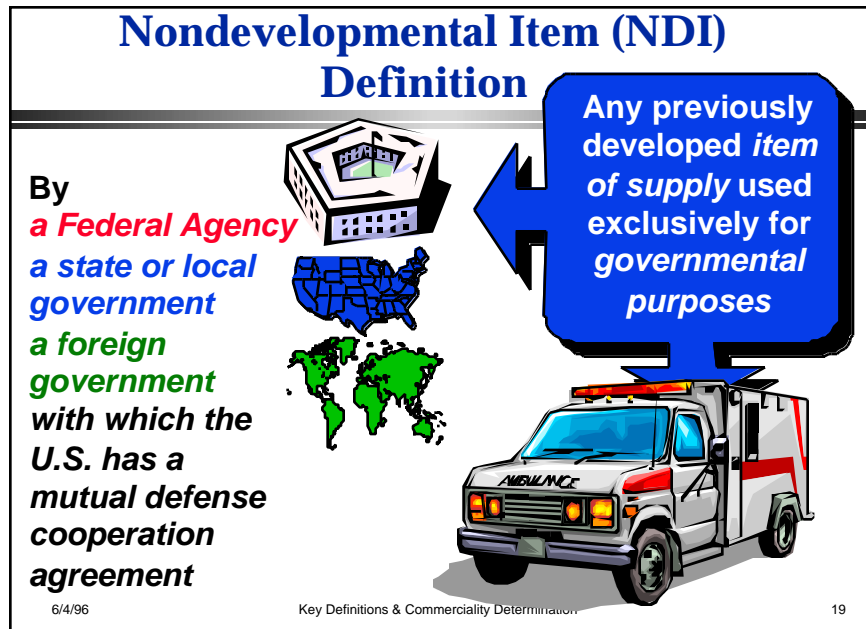 Nondevelopmental Item (NDI)
Definition
Any previously
developed item
of supply used
exclusively for
governmental
purposes
By
a Federal Agency
a state or local
government
a foreign
government
with which the
U.S. has a
mutual defense
cooperation
agreement
AMBULANCE
6/4/96 Key Definitions & Commerciality Determination 19